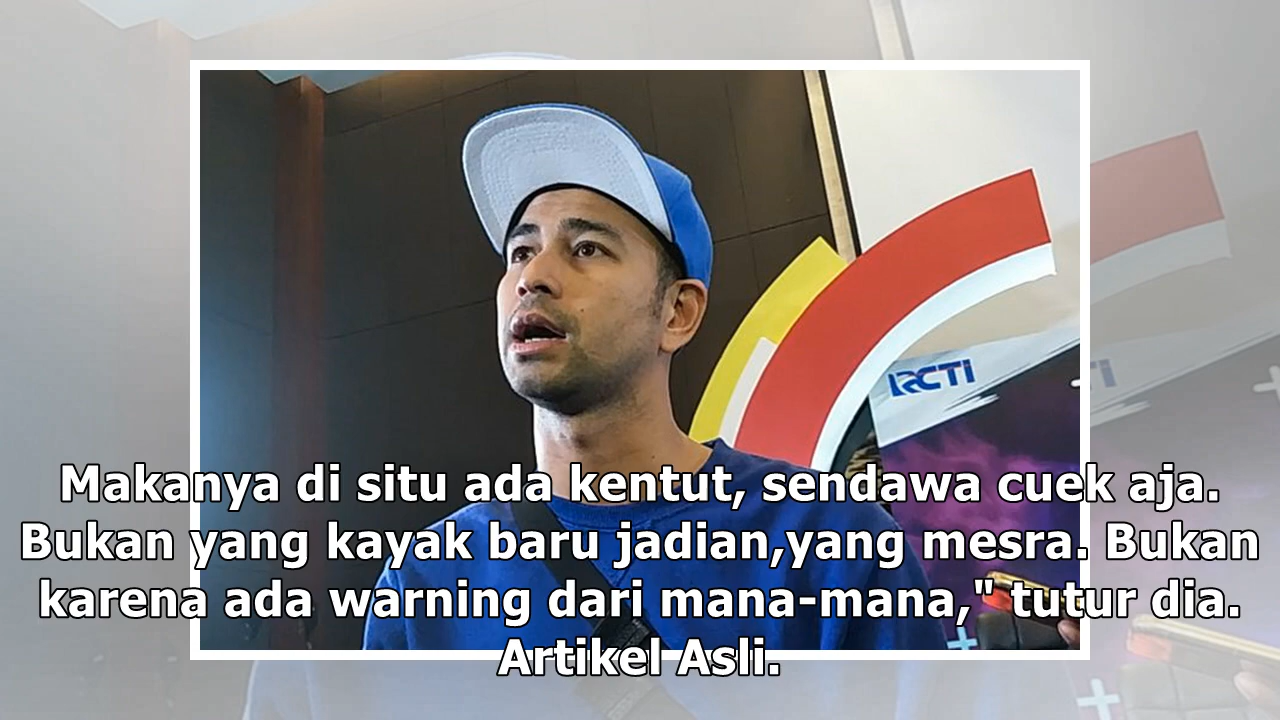 RCTI
Makanya di situ ada kentut, sendawa cuek aja.
Bukan yang kayak baru jadian,yang mesra. Bukan
karena ada warning dari mana-mana," tutur dia.
Artikel Asli.